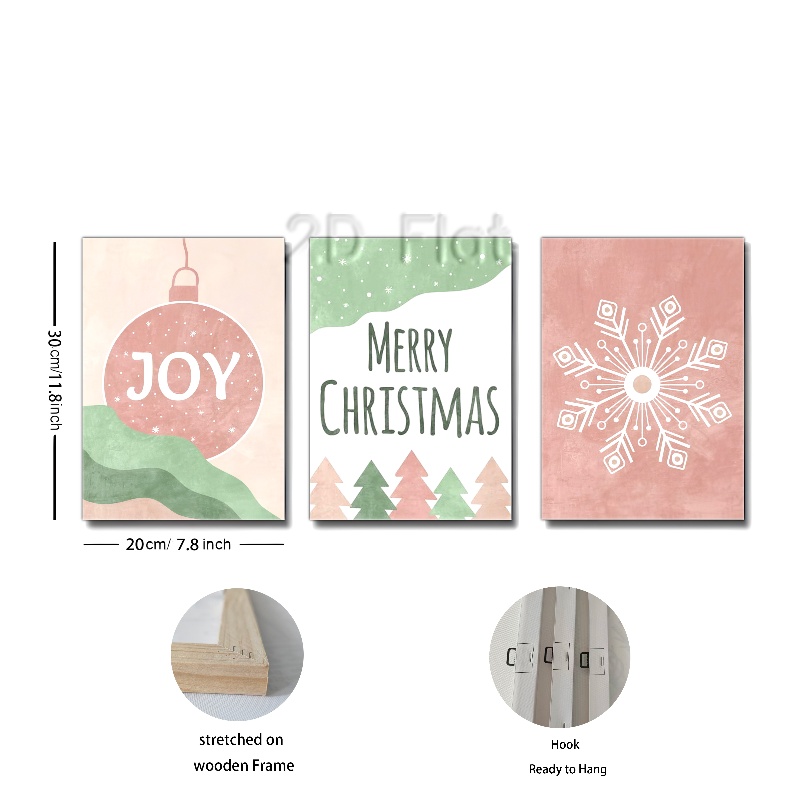 2D Flat
JOY
MERRY
CHRISTMAS
30cm/11.8inch
20cm/ 7.8 inch
stretched on
wooden Frame
Hook
Ready to Hang